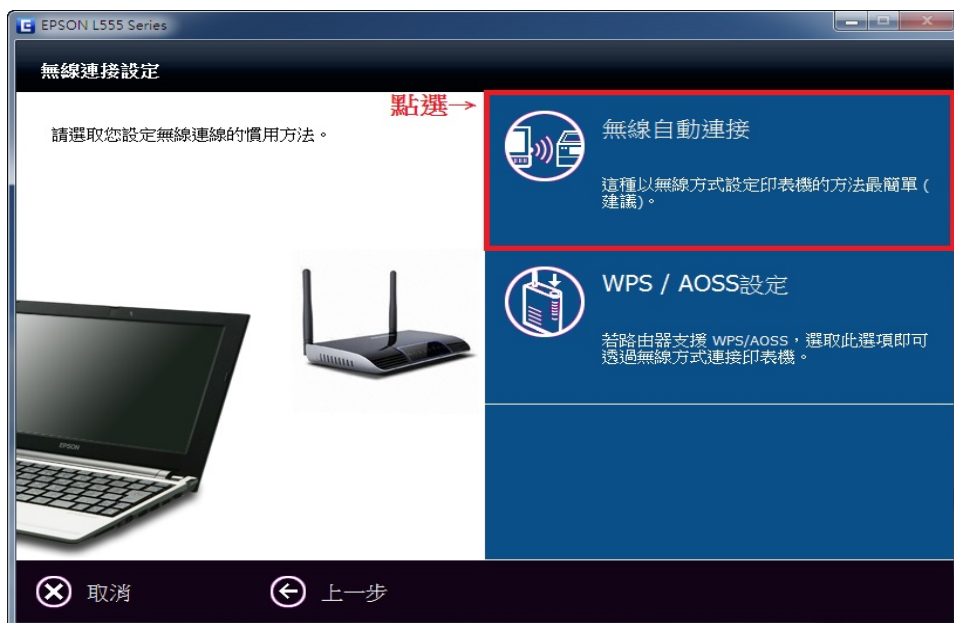 EPSON L555 Series
無線連接設定
點選→
請選取您設定無線連線的慣用方法。
無線自動連接
這種以無線方式設定印表機的方法最簡單 (
建議)。
WPS / AOSS設定
若路由器支援 WPS/AOSS，選取此選項即可
透過無線方式連接印表機。
EPSON
取消
上一步